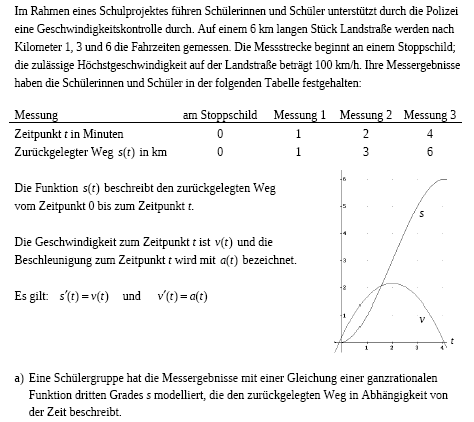 Im Rahmen eines Schulprojektes führen Schülerinnen und Schüler unterstützt durch die Polizei
eine Geschwindigkeitskontrolle durch. Auf einem 6 km langen Stück Landstraße werden nach
Kilometer 1, 3 und 6 die Fahrzeiten gemessen. Die Messstrecke beginnt an einem Stoppschild;
die zulässige Höchstgeschwindigkeit auf der Landstraße beträgt 100 km/h. Ihre Messergebnisse
haben die Schülerinnen und Schüler in der folgenden Tabelle festgehalten:
Messung am Stoppschild Messung 1 Messung 2 Messung 3
Zeitpunkt t in Minuten 0 1 2 4
Zurückgelegter Weg s(t) in km 0 1 3 6
Die Funktion s(t) beschreibt den zurückgelegten Weg
vom Zeitpunkt 0 bis zum Zeitpunkt t.
Die Geschwindigkeit zum Zeitpunkt t ist v(t) und die
Beschleunigung zum Zeitpunkt t wird mit a(t) bezeichnet.
Es gilt: s'(t) = v(t) und v'(t) = a(t)
6
5
s
4
3
2
1
v
t
1 2 3 4
a) Eine Schülergruppe hat die Messergebnisse mit einer Gleichung einer ganzrationalen
Funktion dritten Grades s modelliert, die den zurückgelegten Weg in Abhängigkeit von
der Zeit beschreibt.